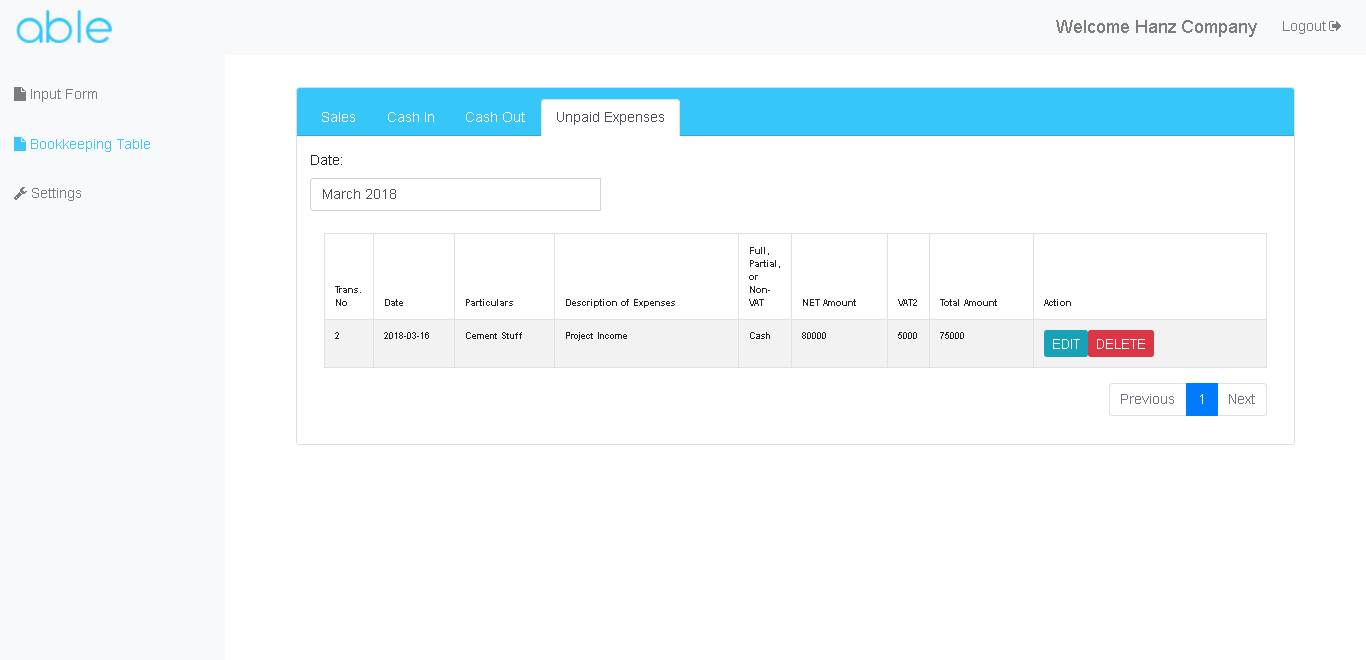 able
Welcome Hanz Company
Logout
Input Form
Bookkeeping Table
Settings
Sales
Cash In
Cash Out
Unpaid Expenses
Date:
March 2018
Trans. No
Date
Particulars
Description of Expenses
Full, Partial, or Non-VAT
NET Amount
VAT2
Total Amount
Action
2
2018-03-16
Cement Stuff
Project Income
Cash
80000
5000
75000
EDIT
DELETE
Previous
1
Next